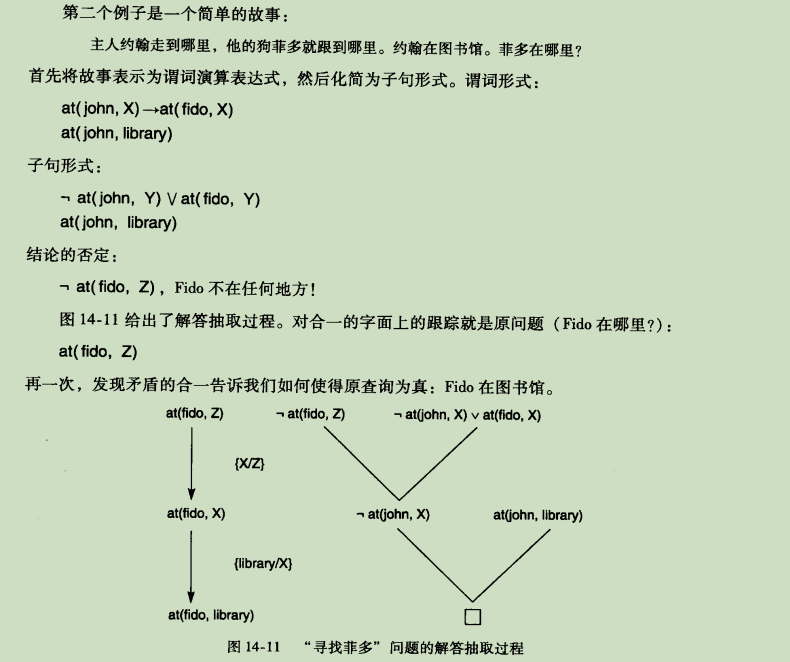 第二个例子是一个简单的故事：
主人约翰走到哪里，他的狗菲多就跟到哪里。约翰在图书馆。菲多在哪里？
首先将故事表示为谓词演算表达式，然后化简为子句形式。谓词形式：
at(john, X)→at(fido, X)
at(john, library)
子句形式：
¬ at(john, Y) ∨ at(fido, Y)
at(john, library)
结论的否定：
¬ at(fido, Z)，Fido 不在任何地方！
图 14-11 给出了解答抽取过程。对合一的字面上的跟踪就是原问题（Fido 在哪里？）：
at(fido, Z)
再一次，发现矛盾的合一告诉我们如何使得原查询为真：Fido 在图书馆。
at(fido, Z) ¬ at(fido, Z) ¬ at(john, X) ∨ at(fido, X)
{X/Z}
at(fido, X) ¬ at(john, X) at(john, library)
{library/X}
at(fido, library)
图 14-11 “寻找菲多”问题的解答抽取过程